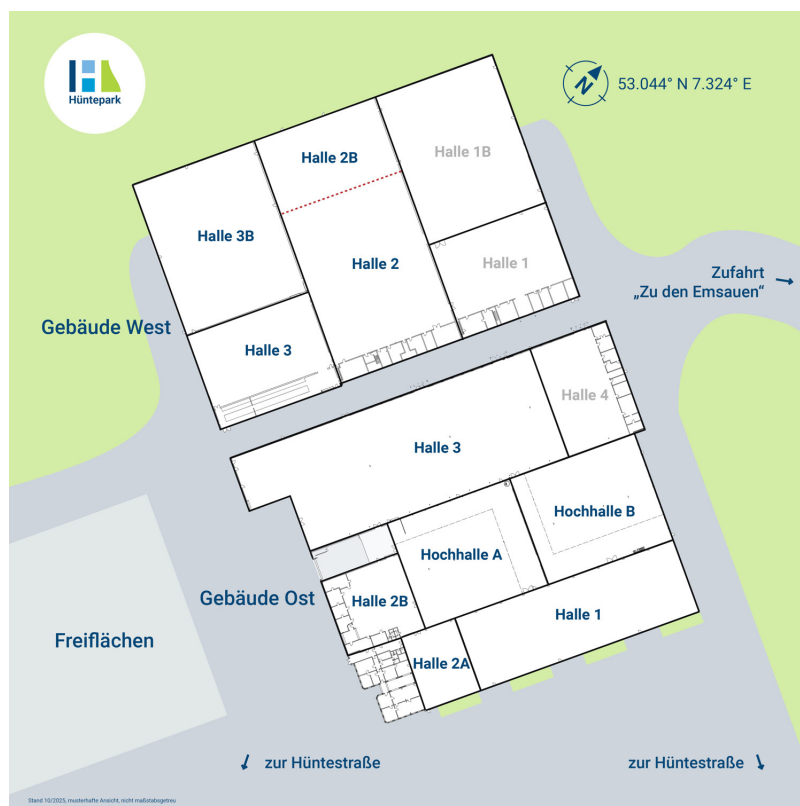 Hüntepark
N
53.044° N 7.324° E
Halle 1B
Halle 2B
Halle 3B
Halle 2
Halle 1
Zufahrt
„Zu den Emsauen“
Gebäude West
Halle 3
Halle 4
Halle 3
Hochhalle B
Hochhalle A
Gebäude Ost
Halle 2B
Halle 1
Freiflächen
Halle 2A
zur Hüntestraße
zur Hüntestraße
Stand 10/2025, musterhafte Ansicht, nicht maßstabsgetreu